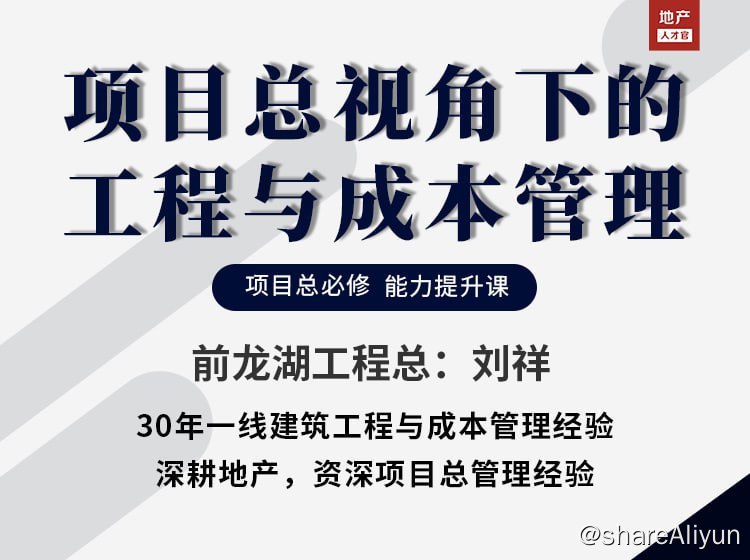 地产
人才官
项目总视角下的
工程与成本管理
项目总必修 能力提升课
前龙湖工程总：刘祥
30年一线建筑工程与成本管理经验
深耕地产，资深项目总管理经验
@shareAliyun